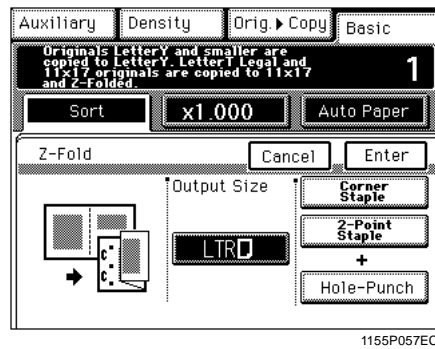 Auxiliary Density Orig.▶Copy Basic
Originals LetterY and smaller are
copied to LetterY. LetterT Legal and
11x17 originals are copied to 11x17
and Z-Folded.
1
Sort x1.000 Auto Paper
Z-Fold Cancel Enter
Output Size
Corner
Staple
2-Point
Staple
LTR
+
Hole-Punch
1155P057EC